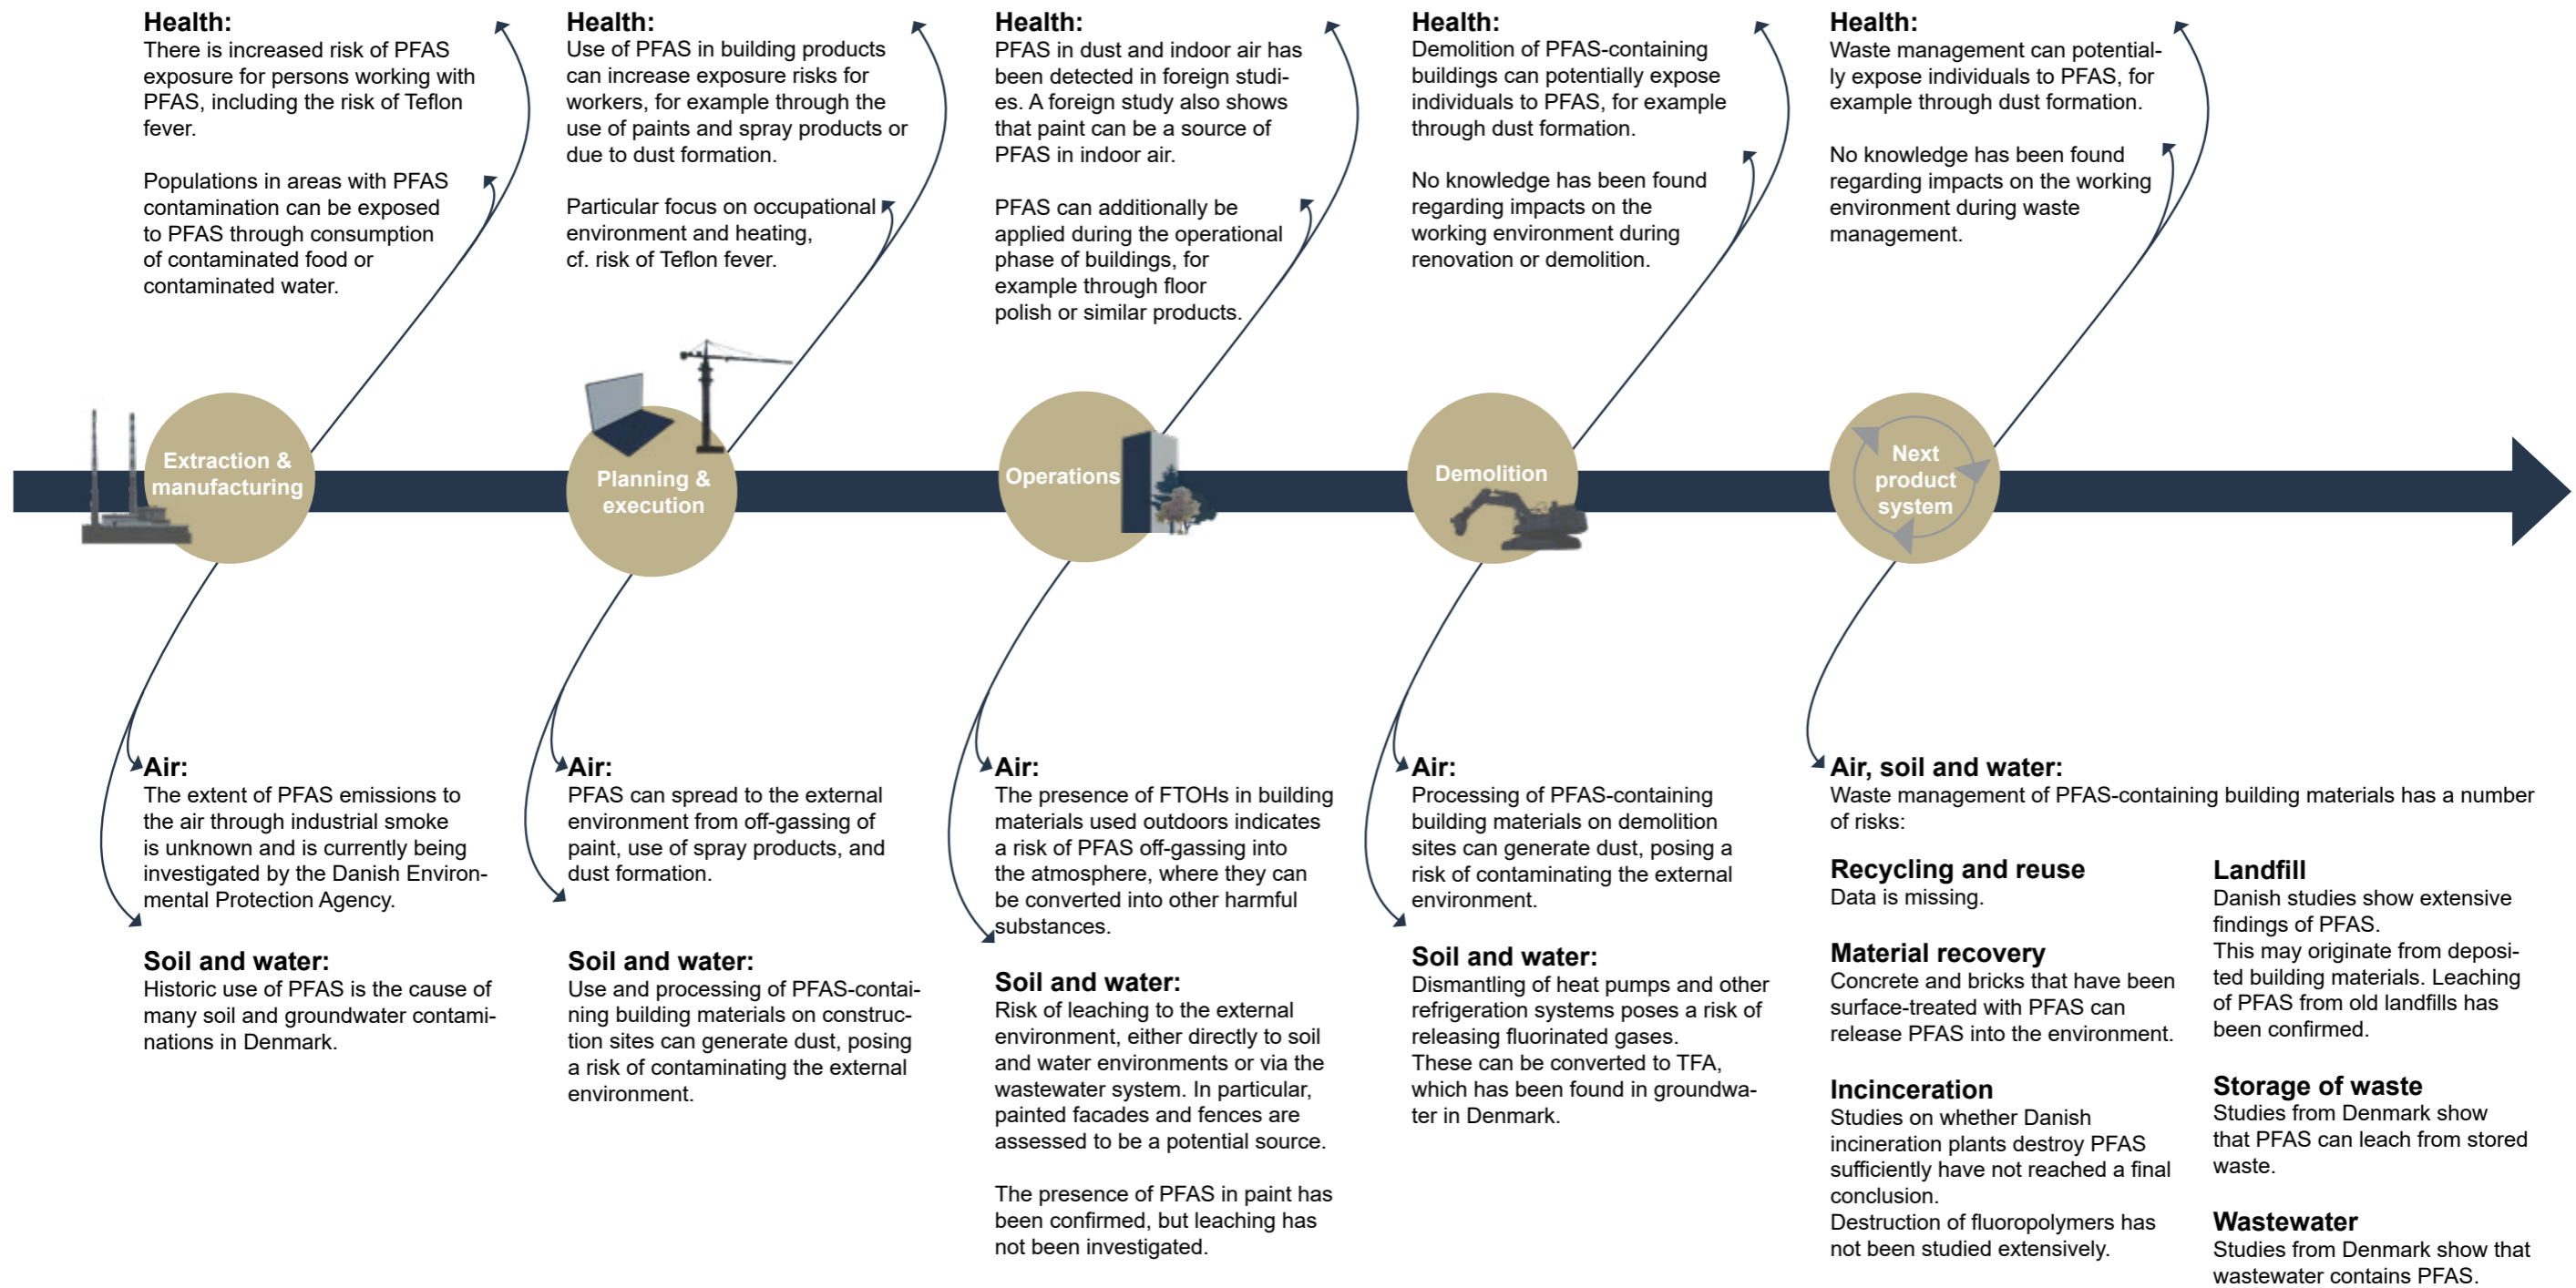 Health:
There is increased risk of PFAS
exposure for persons working with
PFAS, including the risk of Teflon
fever.
Populations in areas with PFAS
contamination can be exposed
to PFAS through consumption
of contaminated food or
contaminated water.
Health:
Use of PFAS in building products
can increase exposure risks for
workers, for example through the
use of paints and spray products or
due to dust formation.
Particular focus on occupational
environment and heating,
cf. risk of Teflon fever.
Health:
PFAS in dust and indoor air has
been detected in foreign studi-
es. A foreign study also shows
that paint can be a source of
PFAS in indoor air.
PFAS can additionally be
applied during the operational
phase of buildings, for
example through floor
polish or similar products.
Health:
Demolition of PFAS-containing
buildings can potentially expose
individuals to PFAS, for example
through dust formation.
No knowledge has been found
regarding impacts on the
working environment during
renovation or demolition.
Health:
Waste management can potential-
ly expose individuals to PFAS, for
example through dust formation.
No knowledge has been found
regarding impacts on the working
environment during waste
management.
Extraction &
manufacturing
Planning &
execution
Operations
Demolition
Next
product
system
Air:
The extent of PFAS emissions to
the air through industrial smoke
is unknown and is currently being
investigated by the Danish Environ-
mental Protection Agency.
Soil and water:
Historic use of PFAS is the cause of
many soil and groundwater contami-
nations in Denmark.
Air:
PFAS can spread to the external
environment from off-gassing of
paint, use of spray products, and
dust formation.
Soil and water:
Use and processing of PFAS-contai-
ning building materials on construc-
tion sites can generate dust, posing
a risk of contaminating the external
environment.
Air:
The presence of FTOHs in building
materials used outdoors indicates
a risk of PFAS off-gassing into
the atmosphere, where they can
be converted into other harmful
substances.
Soil and water:
Risk of leaching to the external
environment, either directly to soil
and water environments or via the
wastewater system. In particular,
painted facades and fences are
assessed to be a potential source.
The presence of PFAS in paint has
been confirmed, but leaching has
not been investigated.
Air:
Processing of PFAS-containing
building materials on demolition
sites can generate dust, posing a
risk of contaminating the external
environment.
Soil and water:
Dismantling of heat pumps and other
refrigeration systems poses a risk of
releasing fluorinated gases.
These can be converted to TFA,
which has been found in groundwa-
ter in Denmark.
Air, soil and water:
Waste management of PFAS-containing building materials has a number
of risks:
Recycling and reuse
Data is missing.
Material recovery
Concrete and bricks that have been
surface-treated with PFAS can
release PFAS into the environment.
Incineration
Studies on whether Danish
incineration plants destroy PFAS
sufficiently have not reached a final
conclusion.
Destruction of fluoropolymers has
not been studied extensively.
Landfill
Danish studies show extensive
findings of PFAS.
This may originate from deposi-
ted building materials. Leaching
of PFAS from old landfills has
been confirmed.
Storage of waste
Studies from Denmark show
that PFAS can leach from stored
waste.
Wastewater
Studies from Denmark show that
wastewater contains PFAS.